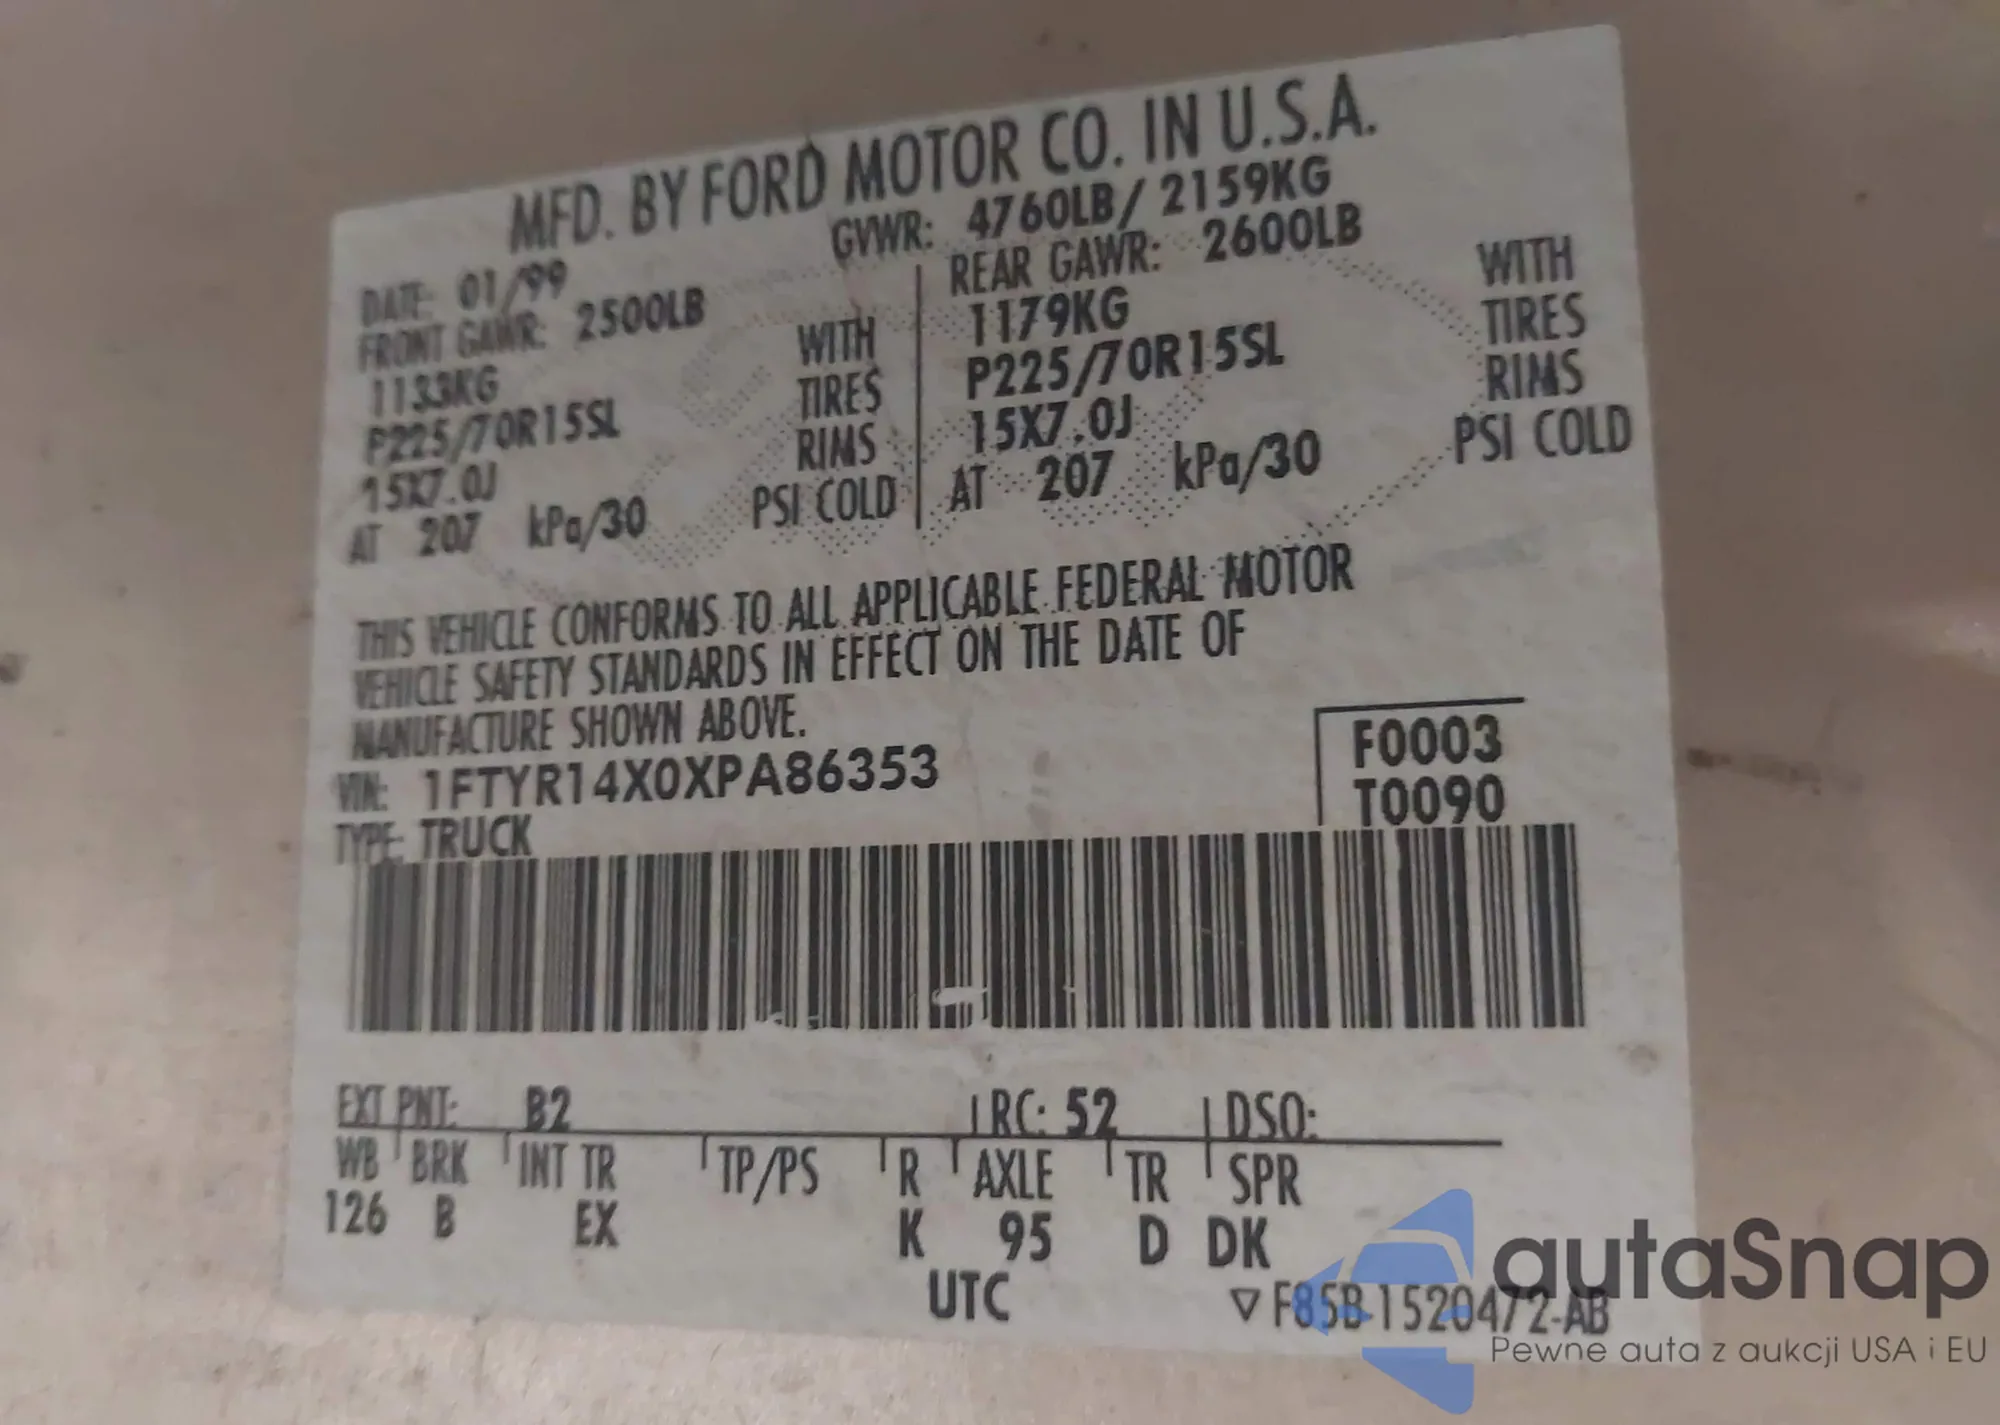 MFD. BY FORD MOTOR CO. IN U.S.A.
DATE: 01/99 GVWR: 4760LB/ 2159KG
FRONT GAWR: 2500LB REAR GAWR: 2600LB
1133KG WITH 1179KG WITH
P225/70R15SL TIRES P225/70R15SL TIRES
15X7.0J RIMS 15X7.0J RIMS
AT 207 kPa/30 PSI COLD AT 207 kPa/30 PSI COLD
THIS VEHICLE CONFORMS TO ALL APPLICABLE FEDERAL MOTOR
VEHICLE SAFETY STANDARDS IN EFFECT ON THE DATE OF
MANUFACTURE SHOWN ABOVE.
VIN: 1FTYR14X0XPA86353 F0003
TYPE: TRUCK T0090
EXT PNT: B2 RC: 52 DSO:
WB BRK INT TR TP/PS R AXLE TR SPR
126 B EX K 95 D DK
UTC ▽F85B-1520472-AB
autaSnap
Pewne auta z aukcji USA i EU